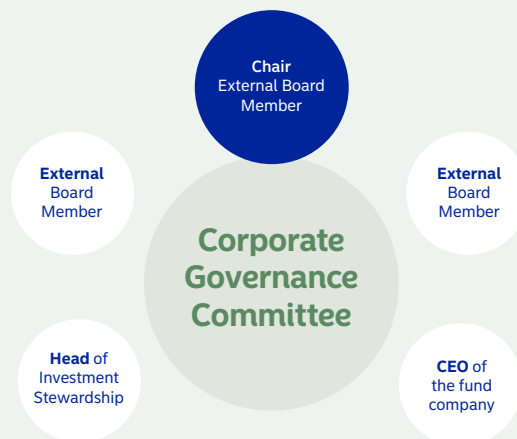 Chair
External Board
Member
External
Board
Member
External
Board
Member
Corporate
Governance
Committee
Head of
Investment
Stewardship
CEO of
the fund
company